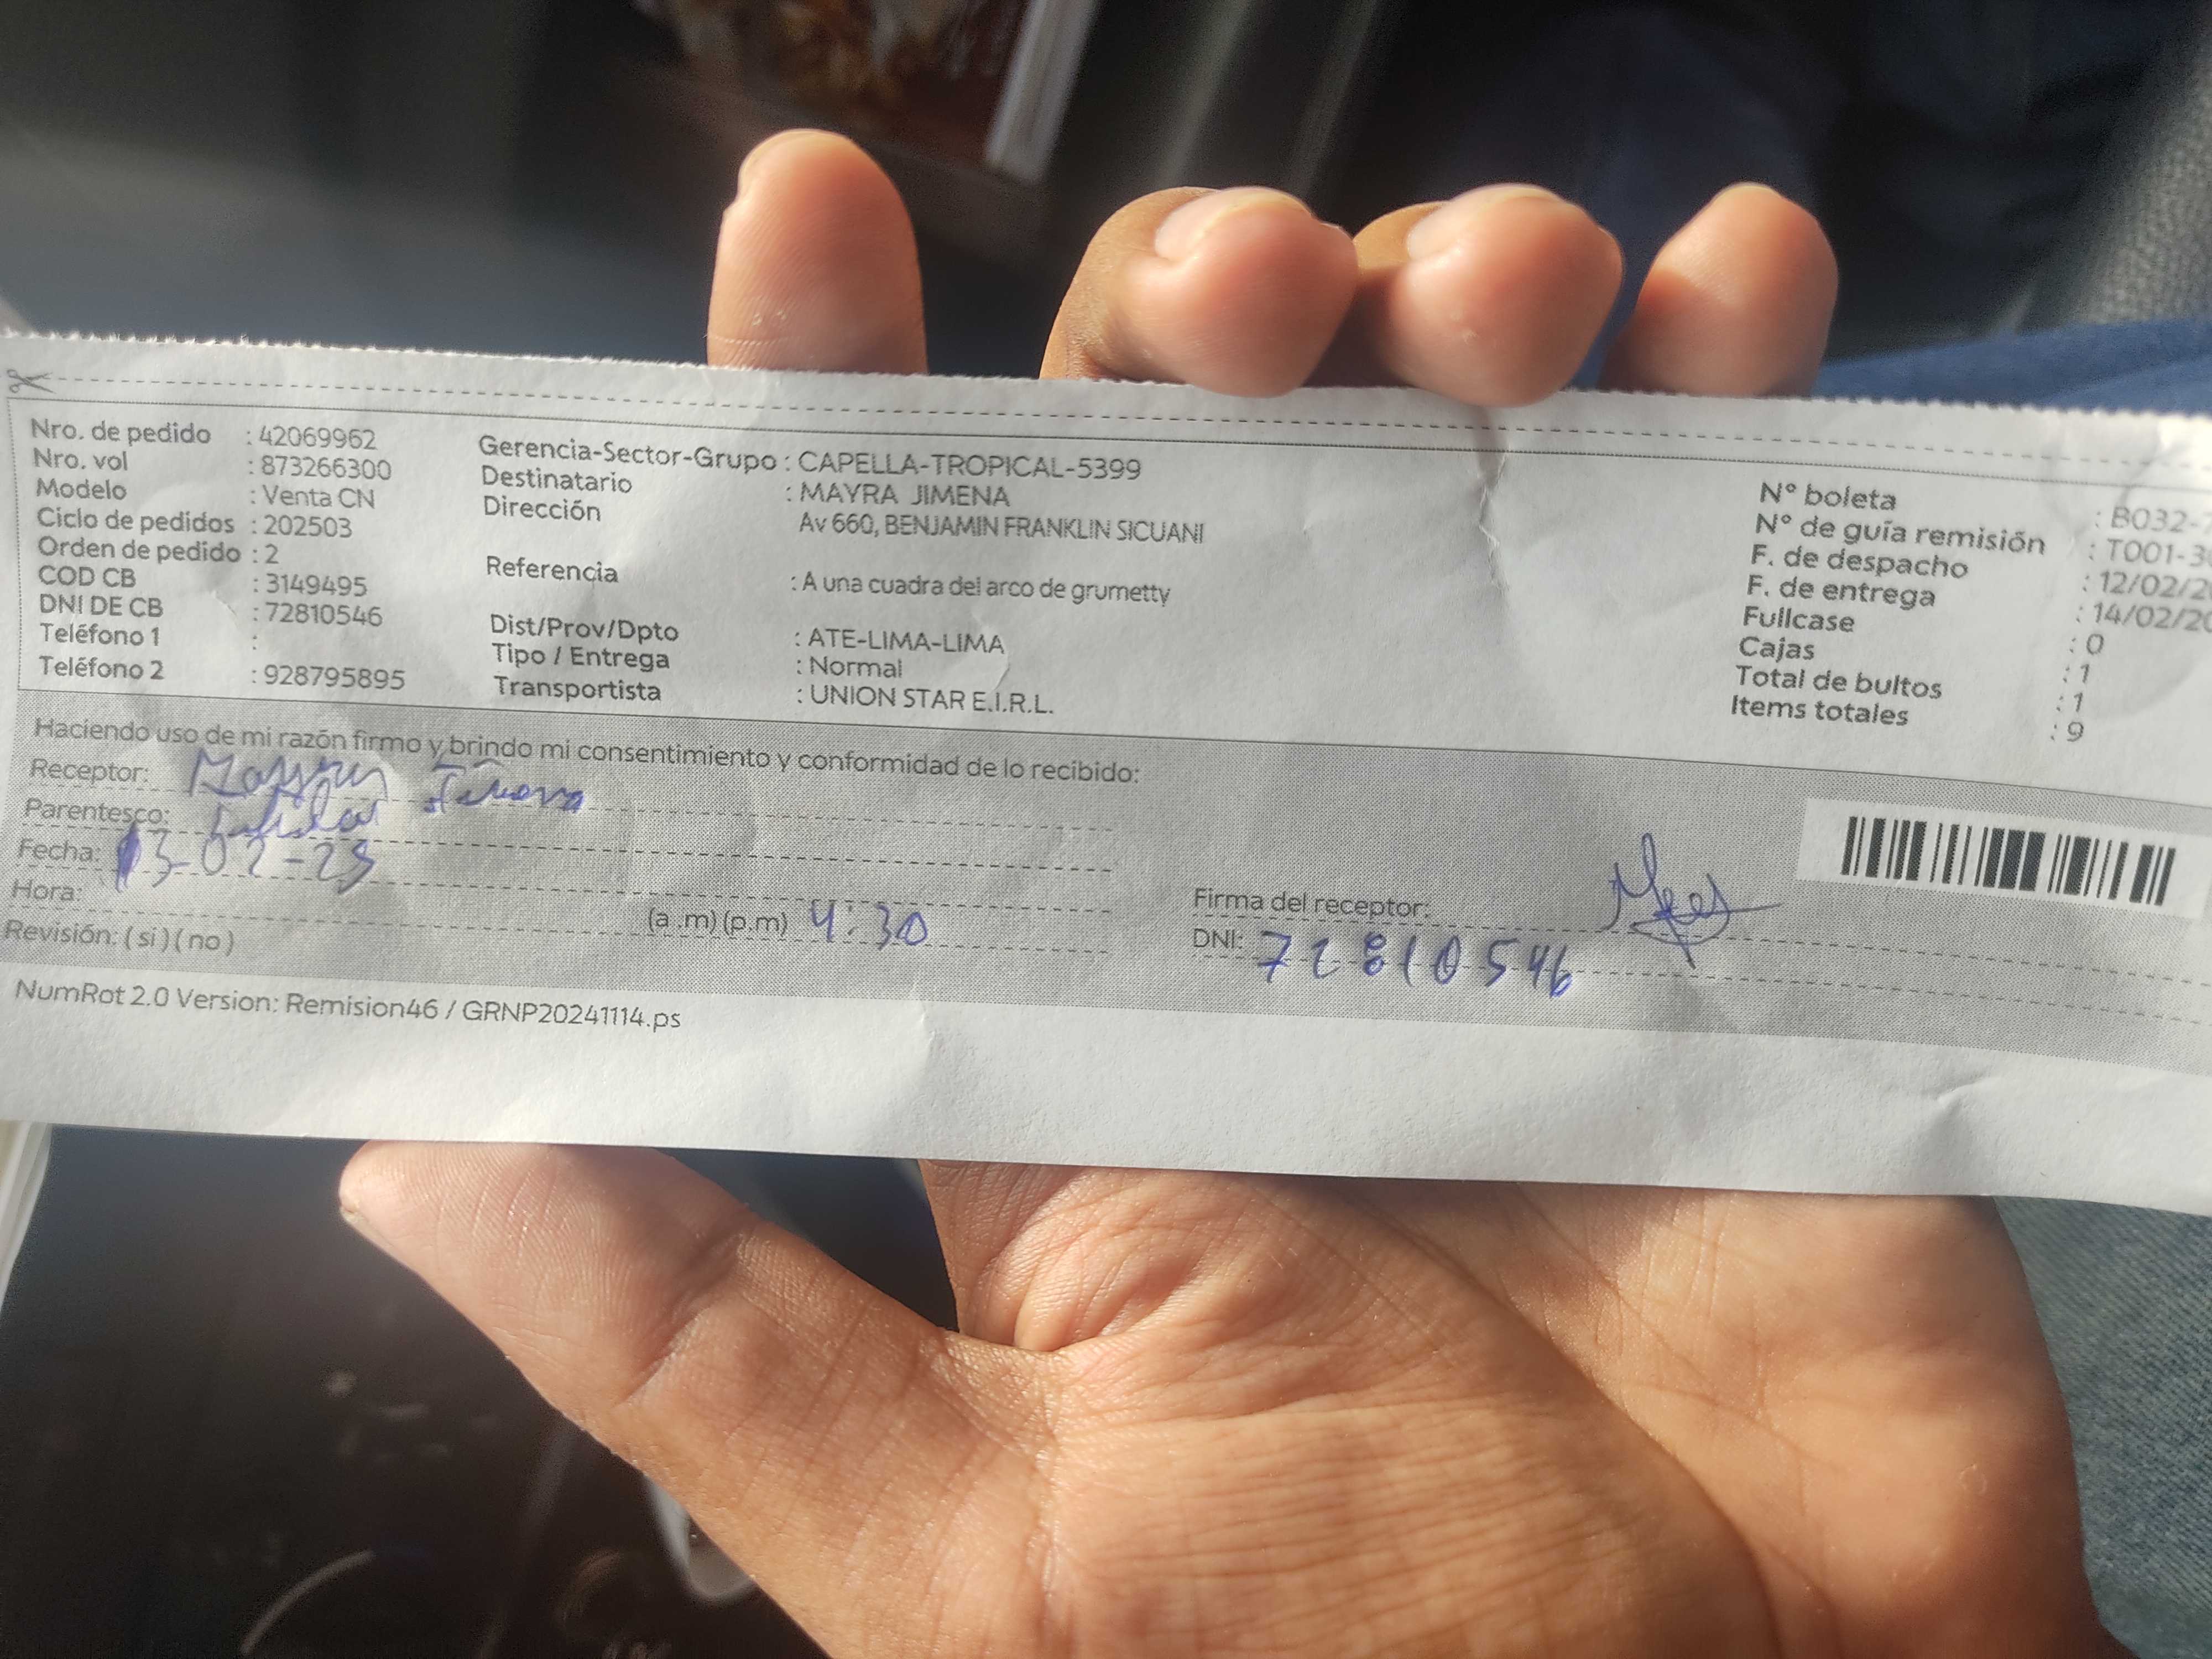 Nro. de pedido : 42069962
Nro. vol : 873266300
Modelo : Venta CN
Ciclo de pedidos : 202503
Orden de pedido : 2
COD CB : 3149495
DNI DE CB : 72810546
Teléfono 1 :
Teléfono 2 : 928795895
Gerencia-Sector-Grupo : CAPELLA-TROPICAL-5399
Destinatario : MAYRA JIMENA
Dirección Av 660, BENJAMIN FRANKLIN SICUANI
Referencia : A una cuadra del arco de grumetty
Dist/Prov/Dpto : ATE-LIMA-LIMA
Tipo / Entrega : Normal
Transportista : UNION STAR E.I.R.L.
N° boleta : B032-
N° de guía remisión : T001-3
F. de despacho : 12/02/2
F. de entrega : 14/02/20
Fullcase : 0
Cajas : 1
Total de bultos : 1
Items totales : 9
Haciendo uso de mi razón firmo y brindo mi consentimiento y conformidad de lo recibido:
Receptor:
Parentesco:
Fecha: 13-02-25
Hora: (a .m) (p.m) 4:30
Revisión: ( si ) ( no )
Firma del receptor:
DNI: 72810546
NumRot 2.0 Version: Remision46 / GRNP20241114.ps